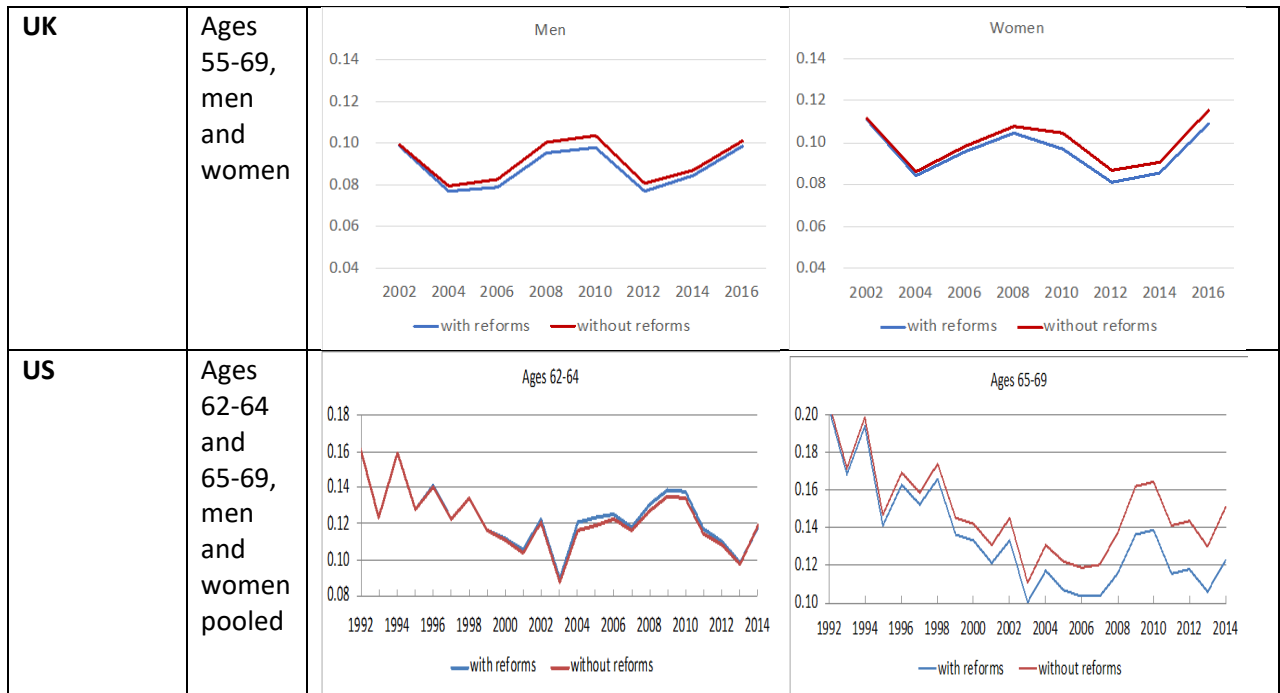 UK
Ages
55-69,
men
and
women
Men
0.14
0.12
0.10
0.08
0.06
0.04
2002 2004 2006 2008 2010 2012 2014 2016
with reforms without reforms
Women
0.14
0.12
0.10
0.08
0.06
0.04
2002 2004 2006 2008 2010 2012 2014 2016
with reforms without reforms
US
Ages
62-64
and
65-69,
men
and
women
pooled
Ages 62-64
0.18
0.16
0.14
0.12
0.10
0.08
1992 1994 1996 1998 2000 2002 2004 2006 2008 2010 2012 2014
with reforms without reforms
Ages 65-69
0.20
0.18
0.16
0.14
0.12
0.10
1992 1994 1996 1998 2000 2002 2004 2006 2008 2010 2012 2014
with reforms without reforms